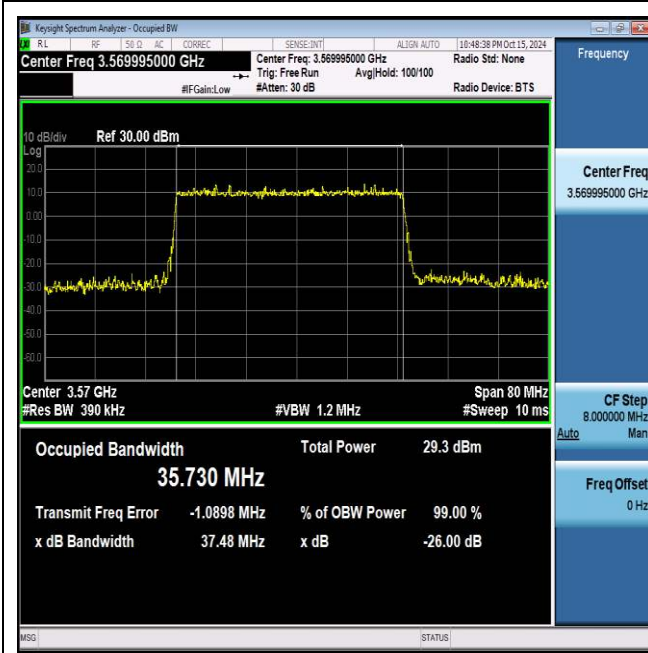 Keysight Spectrum Analyzer - Occupied BW
RL RF 50 Ω AC CORREC SENSE:INT ALIGN AUTO 10:48:38 PM Oct 15, 2024
Center Freq 3.569995000 GHz Center Freq: 3.569995000 GHz Radio Std: None
Trig: Free Run Avg|Hold: 100/100
#IFGain:Low #Atten: 30 dB Radio Device: BTS
10 dB/div Ref 30.00 dBm
Log
20.0
10.0
0.00
-10.0
-20.0
-30.0
-40.0
-50.0
-60.0
Center 3.57 GHz Span 80 MHz
#Res BW 390 kHz #VBW 1.2 MHz #Sweep 10 ms
Occupied Bandwidth Total Power 29.3 dBm
35.730 MHz
Transmit Freq Error -1.0898 MHz % of OBW Power 99.00 %
x dB Bandwidth 37.48 MHz x dB -26.00 dB
MSG STATUS
Frequency
Center Freq
3.569995000 GHz
CF Step
8.000000 MHz
Auto Man
Freq Offset
0 Hz